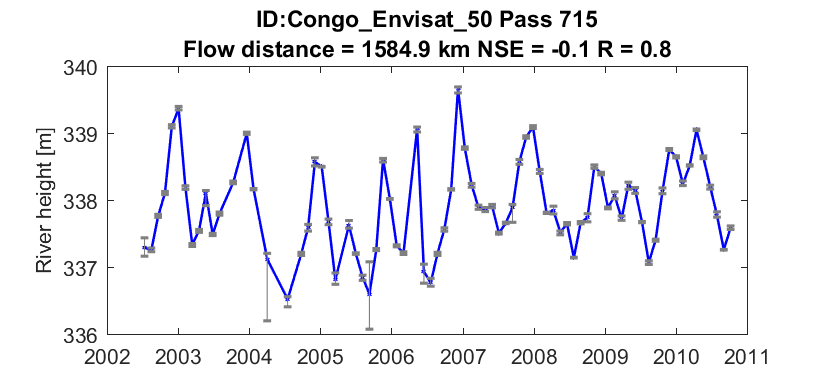 ID:Congo_Envisat_50 Pass 715
Flow distance = 1584.9 km NSE = -0.1 R = 0.8
River height [m]
340
339
338
337
336
2002 2003 2004 2005 2006 2007 2008 2009 2010 2011